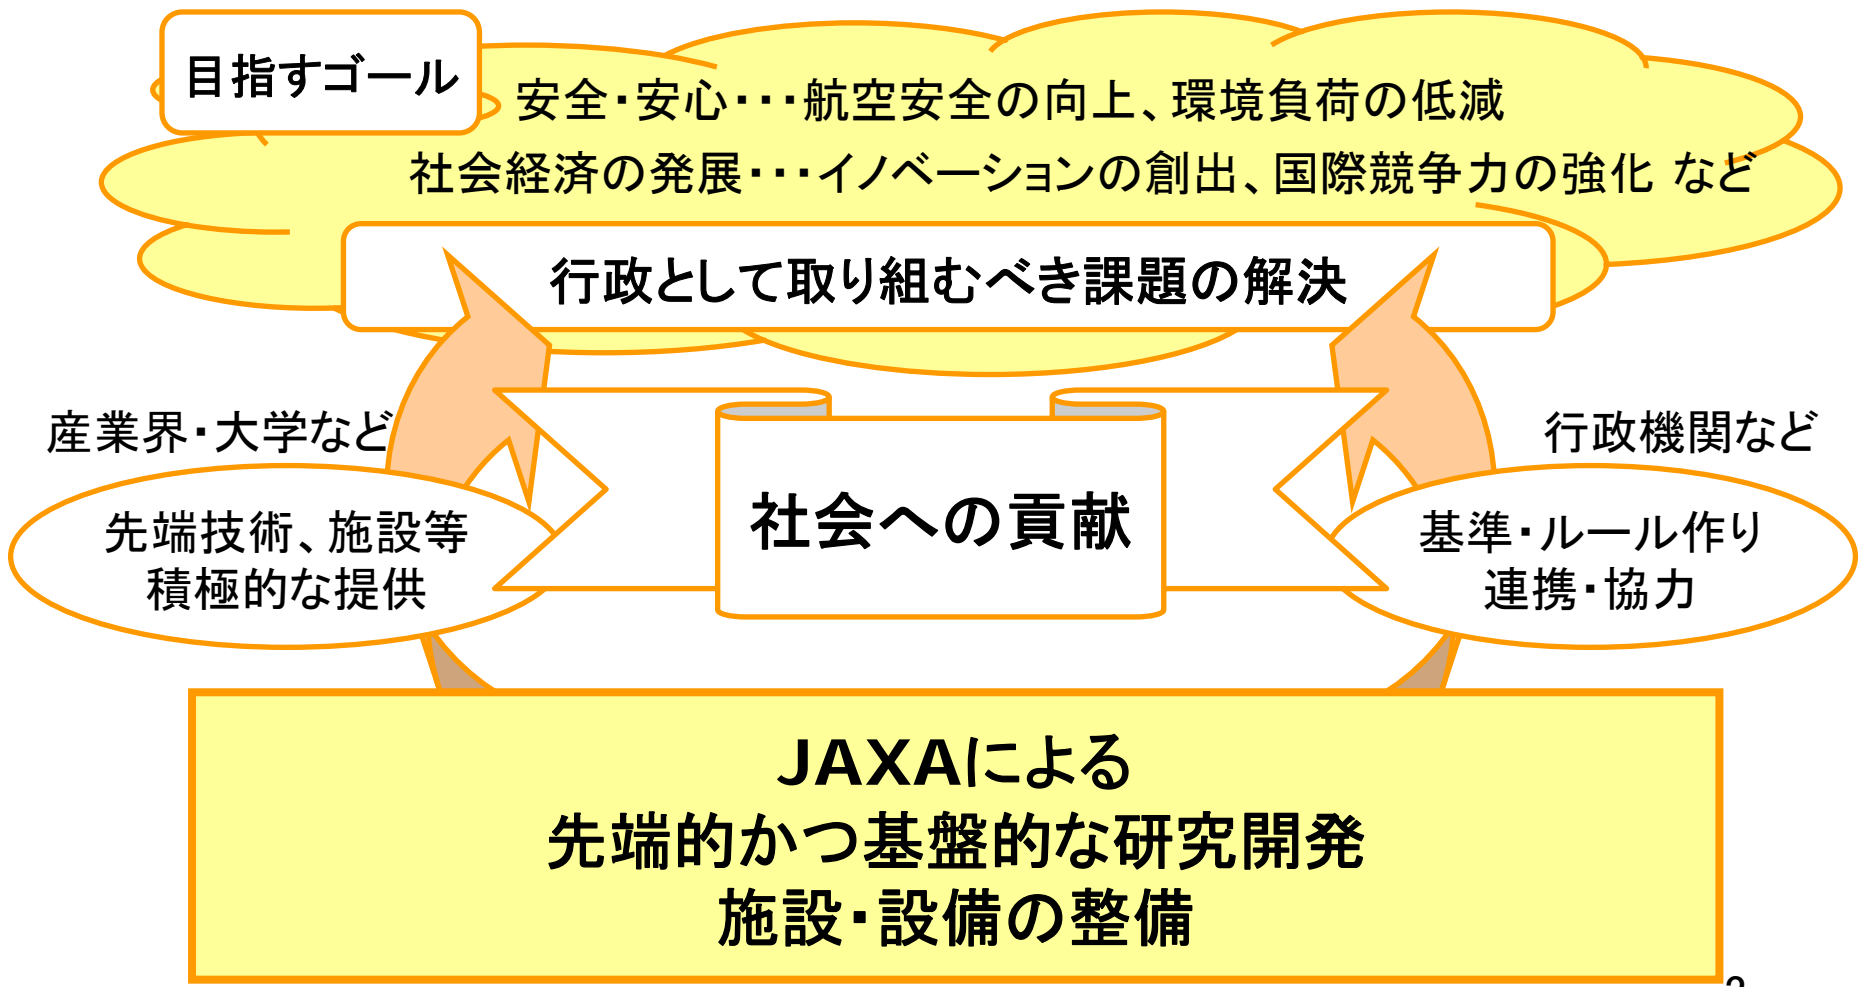 目指すゴール
安全・安心・・・航空安全の向上、環境負荷の低減
社会経済の発展・・・イノベーションの創出、国際競争力の強化 など
行政として取り組むべき課題の解決
産業界・大学など
行政機関など
先端技術、施設等
積極的な提供
社会への貢献
基準・ルール作り
連携・協力
JAXAによる
先端的かつ基盤的な研究開発
施設・設備の整備